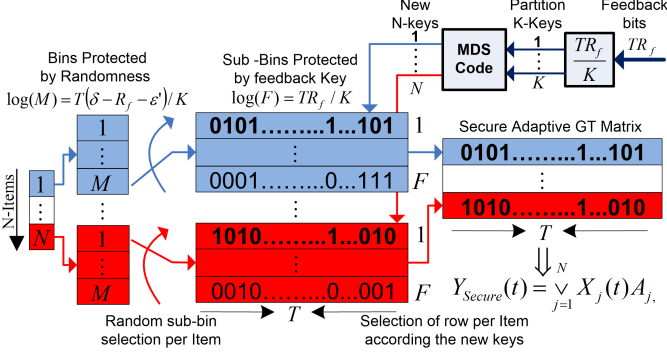 New
N-keys
Partition
K-Keys
Feedback
bits
Bins Protected
by Randomness
log(M) = T(δ − R_f − ε')/K
Sub -Bins Protected
by feedback Key
log(F) = TR_f / K
1
⋮
N
MDS
Code
1
⋮
K
TR_f
K
TR_f
N-Items
1
⋮
N
1
⋮
M
⋮
1
⋮
M
0101……...1...101
⋮
0001……...0...111
1
F
⋮
⋮
1010……...1...010
⋮
0010……...0...001
1
F
Secure Adaptive GT Matrix
0101……...1...101
⋮
1010……...1...010
T
Y_Secure(t) = ∨_{j=1}^{N} X_j(t)A_{j,}
Random sub-bin
selection per Item
T
Selection of row per Item
according the new keys